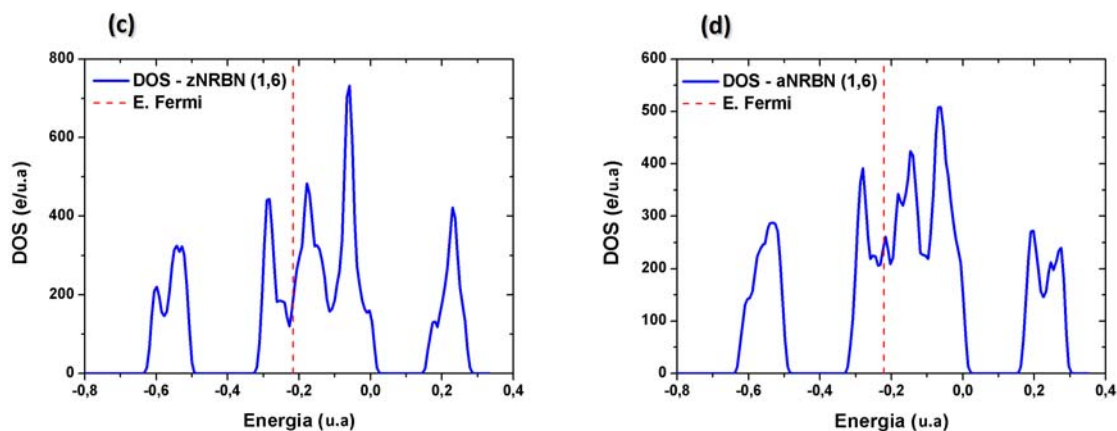 (c)
800
600
400
200
0
DOS (e/u.a)
DOS - zNRBN (1,6)
E. Fermi
-0,8 -0,6 -0,4 -0,2 0,0 0,2 0,4
Energia (u.a)
(d)
600
500
400
300
200
100
0
DOS (e/u.a)
DOS - aNRBN (1,6)
E. Fermi
-0,8 -0,6 -0,4 -0,2 0,0 0,2 0,4
Energia (u.a)